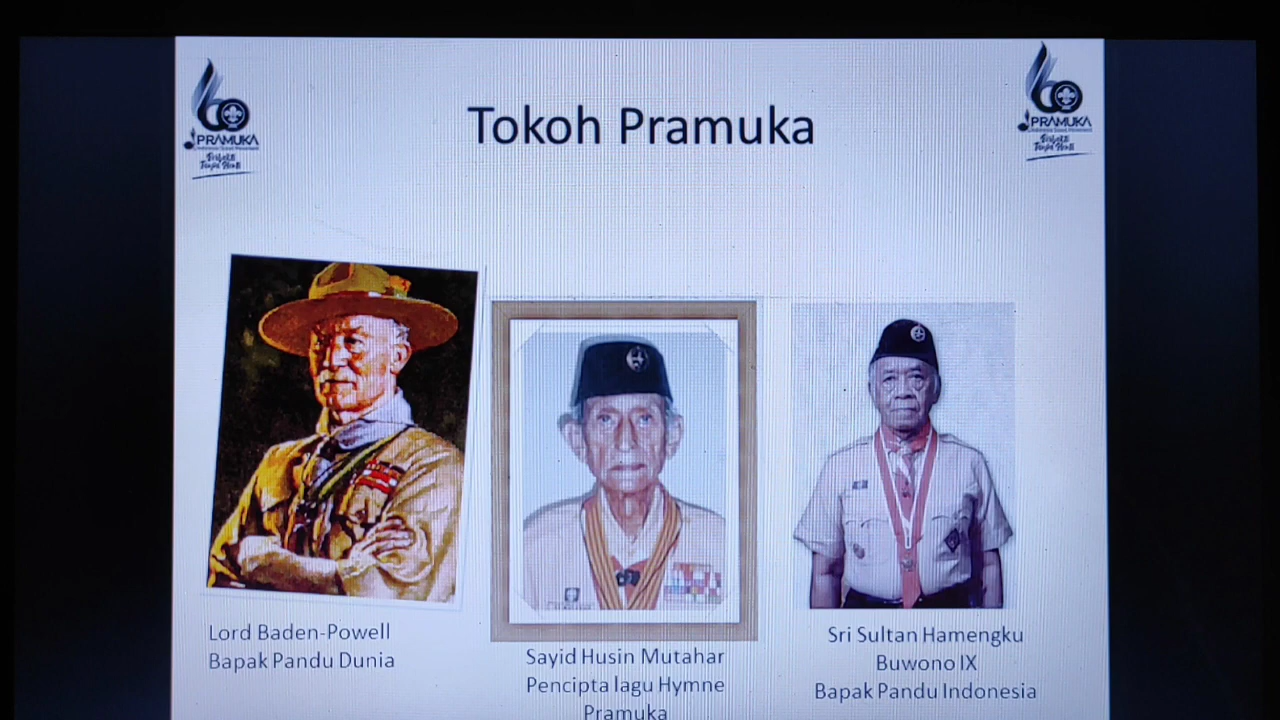 Tokoh Pramuka
PRAMUKA
PRAMUKA
Lord Baden-Powell
Bapak Pandu Dunia
Sayid Husin Mutahar
Pencipta lagu Hymne
Pramuka
Sri Sultan Hamengku
Buwono IX
Bapak Pandu Indonesia